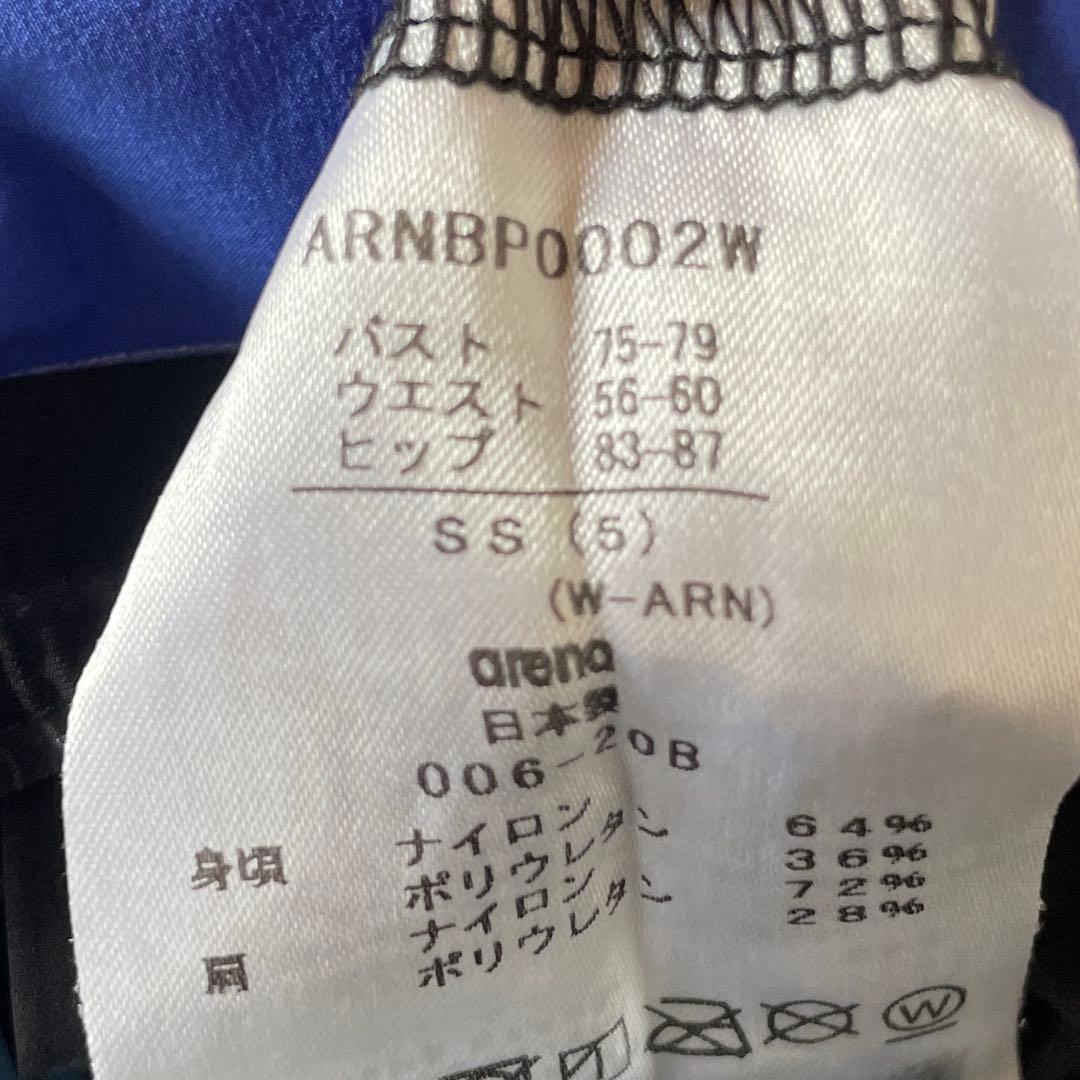 ARNBP0002W
バスト 75-79
ウエスト 56-60
ヒップ 83-87
SS (5)
(W-ARN)
arena
日本製
006-20B
身頃 ナイロン 64%
ポリウレタン 36%
肩 ナイロン 72%
ポリウレタン 28%
W